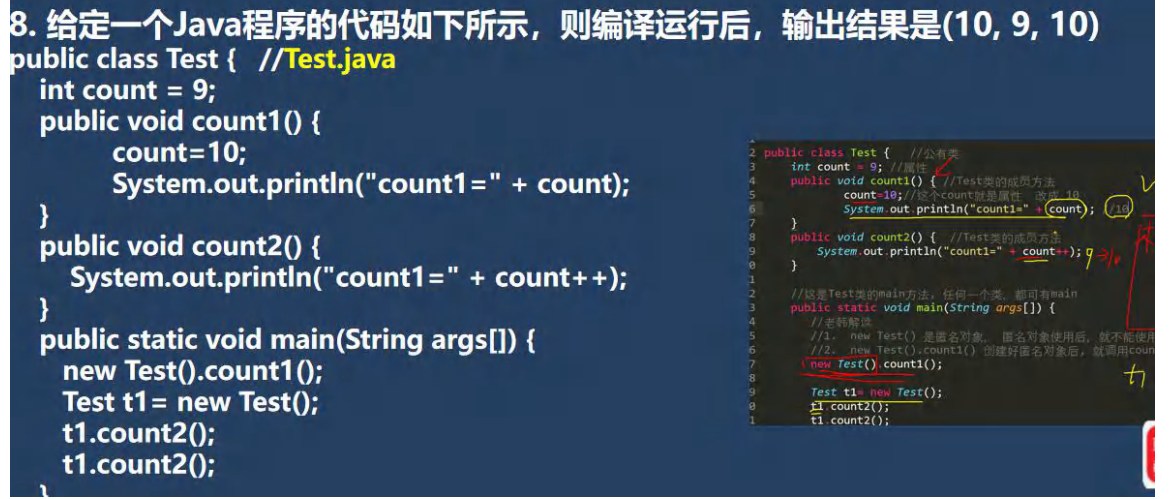 8. 给定一个Java程序的代码如下所示，则编译运行后，输出结果是(10, 9, 10)
public class Test {   //Test.java
int count = 9;
public void count1() {
count=10;
System.out.println("count1=" + count);
}
public void count2() {
System.out.println("count1=" + count++);
}
public static void main(String args[]) {
new Test().count1();
Test t1= new Test();
t1.count2();
t1.count2();
}
2 public class Test {   //公有类
3 int count = 9; //属性
4 public void count1() { //Test类的成员方法
5 count=10;//这个count就是属性 改成 10
6 System.out.println("count1=" + count); //10
7 }
8 public void count2() {  //Test类的成员方法
9 System.out.println("count1=" + count++); 9
0 }
1
2 //这是Test类的main方法, 任何一个类, 都可有main
3 public static void main(String args[]) {
4 //老韩解读
5 //1.  new Test() 是匿名对象, 匿名对象使用后, 就不能使用
6 //2.  new Test().count1() 创建好匿名对象后, 就调用coun
7 new Test().count1();
8
9 Test t1= new Test();
0 t1.count2();
1 t1.count2();